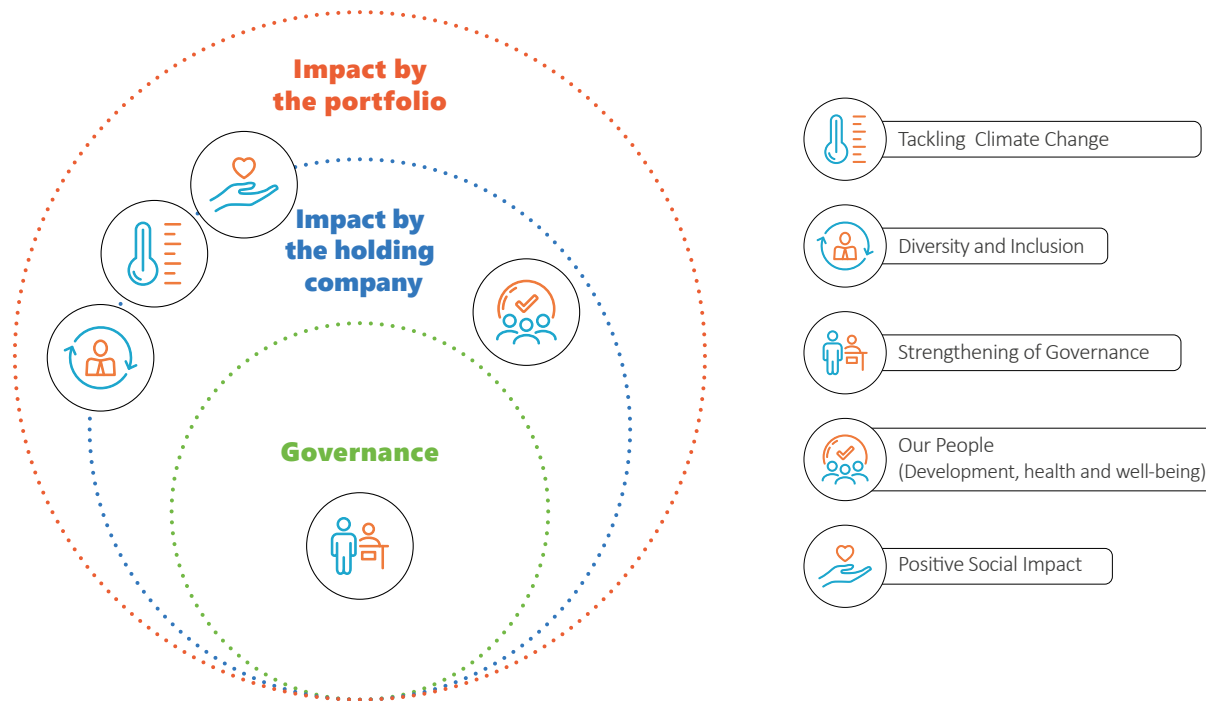 Impact by
the portfolio
Impact by
the holding
company
Governance
Tackling Climate Change
Diversity and Inclusion
Strengthening of Governance
Our People
(Development, health and well-being)
Positive Social Impact